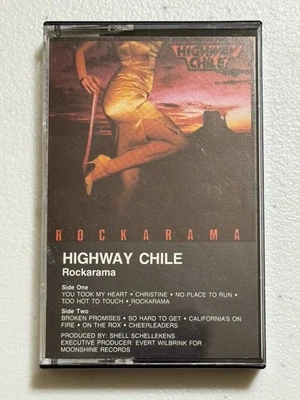 HIGHWAY
CHILE
ROCKARAMA
HIGHWAY CHILE
Rockarama
Side One
YOU TOOK MY HEART • CHRISTINE • NO PLACE TO RUN •
TOO HOT TO TOUCH • ROCKARAMA
Side Two
BROKEN PROMISES • SO HARD TO GET • CALIFORNIA'S ON
FIRE • ON THE ROX • CHEERLEADERS
PRODUCED BY: SHELL SCHELLEKENS
EXECUTIVE PRODUCER: EVERT WILBRINK FOR
MOONSHINE RECORDS